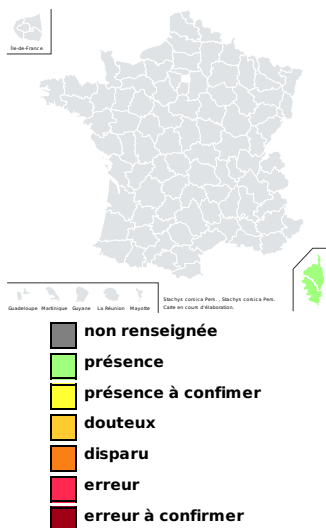 Île-de-France
Guadeloupe Martinique Guyane La Réunion Mayotte
Stachys corsica Pers. , Stachys corsica Pers.
Carte en cours d'élaboration.
non renseignée
présence
présence à confimer
douteux
disparu
erreur
erreur à confirmer